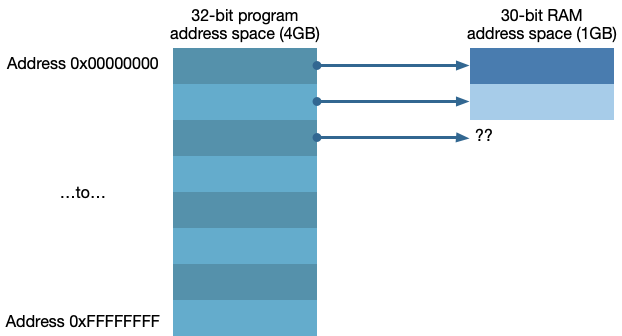 32-bit program
address space (4GB)
30-bit RAM
address space (1GB)
Address 0x00000000
??
...to...
Address 0xFFFFFFFF